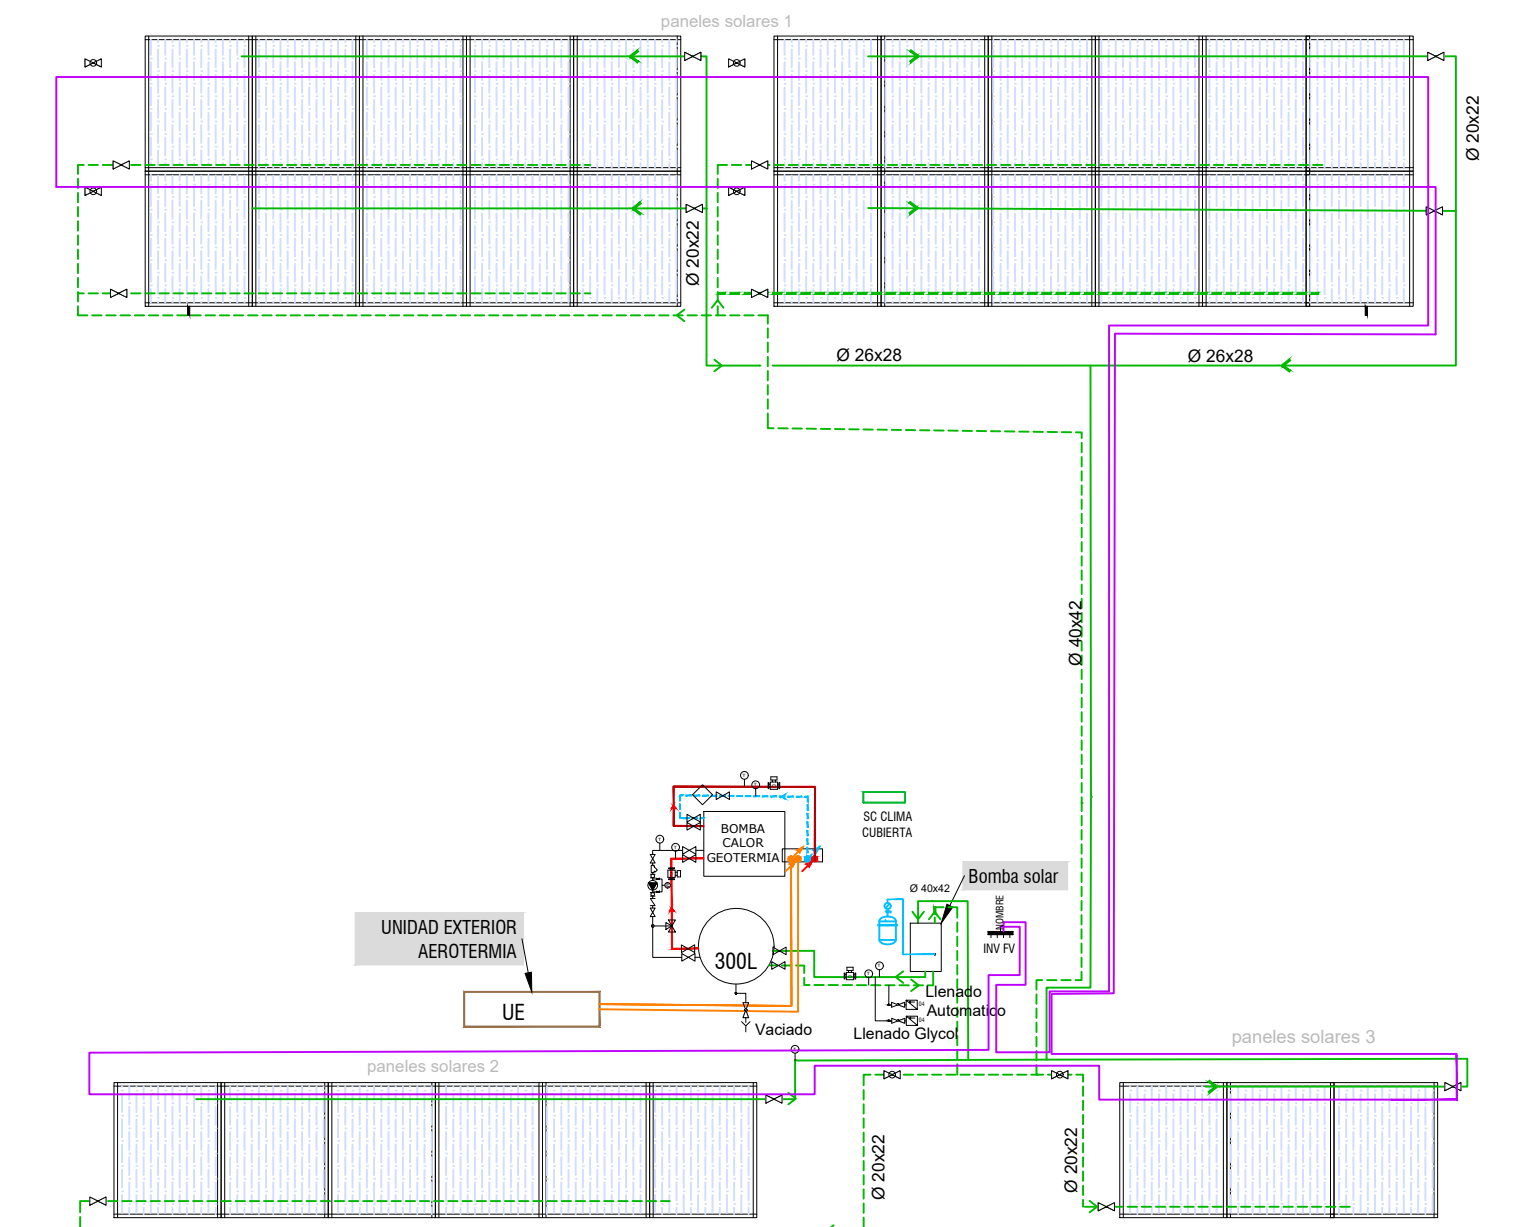 paneles solares 1
Ø 20x22
Ø 20x22
Ø 26x28
Ø 26x28
Ø 40x42
BOMBA
CALOR
GEOTERMIA
SC CLIMA
CUBIERTA
Ø 40x42
Bomba solar
NOMBRE
INV FV
UNIDAD EXTERIOR
AEROTERMIA
UE
300L
Vaciado
Llenado
Automatico
Llenado Glycol
paneles solares 2
paneles solares 3
Ø 20x22
Ø 20x22